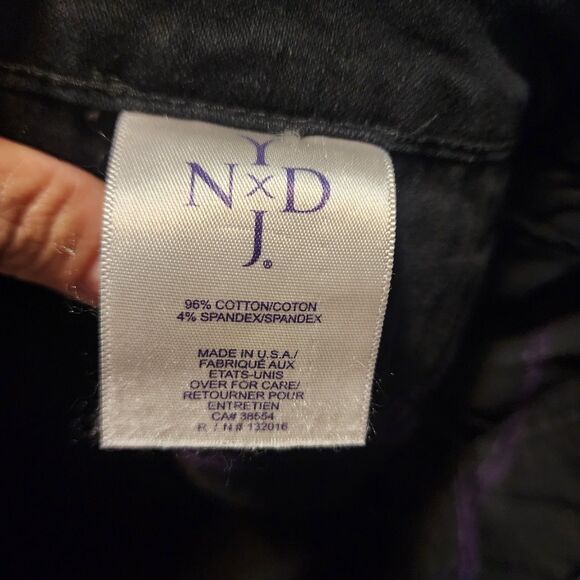 Y
N×D
J®
96% COTTON/COTON
4% SPANDEX/SPANDEX
MADE IN U.S.A./
FABRIQUÉ AUX
ETATS-UNIS
OVER FOR CARE/
RETOURNER POUR
ENTRETIEN
CA# 38554
R / N# 132016